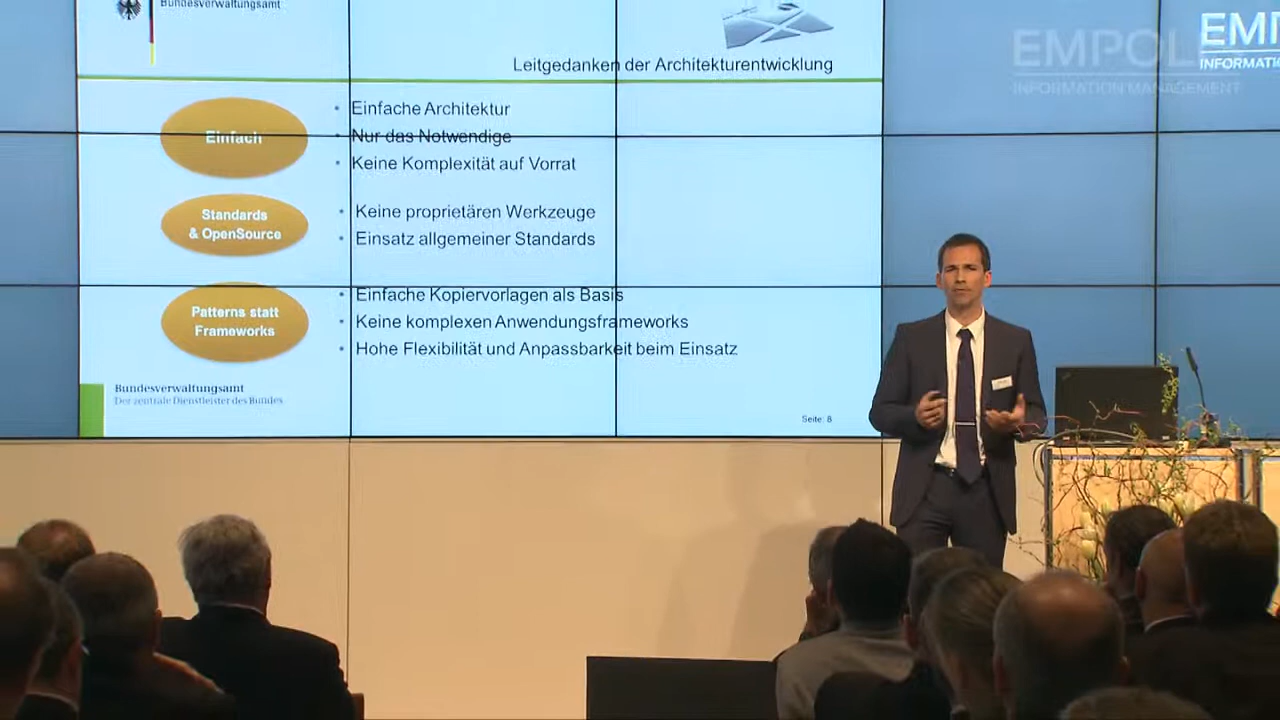 Bundesverwaltungsamt
Leitgedanken der Architekturentwicklung
EMPOLIS
INFORMATION MANAGEMENT
Einfach
• Einfache Architektur
• Nur das Notwendige
• Keine Komplexität auf Vorrat
Standards
& OpenSource
• Keine proprietären Werkzeuge
• Einsatz allgemeiner Standards
Patterns statt
Frameworks
• Einfache Kopiervorlagen als Basis
• Keine komplexen Anwendungsframeworks
• Hohe Flexibilität und Anpassbarkeit beim Einsatz
Bundesverwaltungsamt
Der zentrale Dienstleister des Bundes
Seite: 8